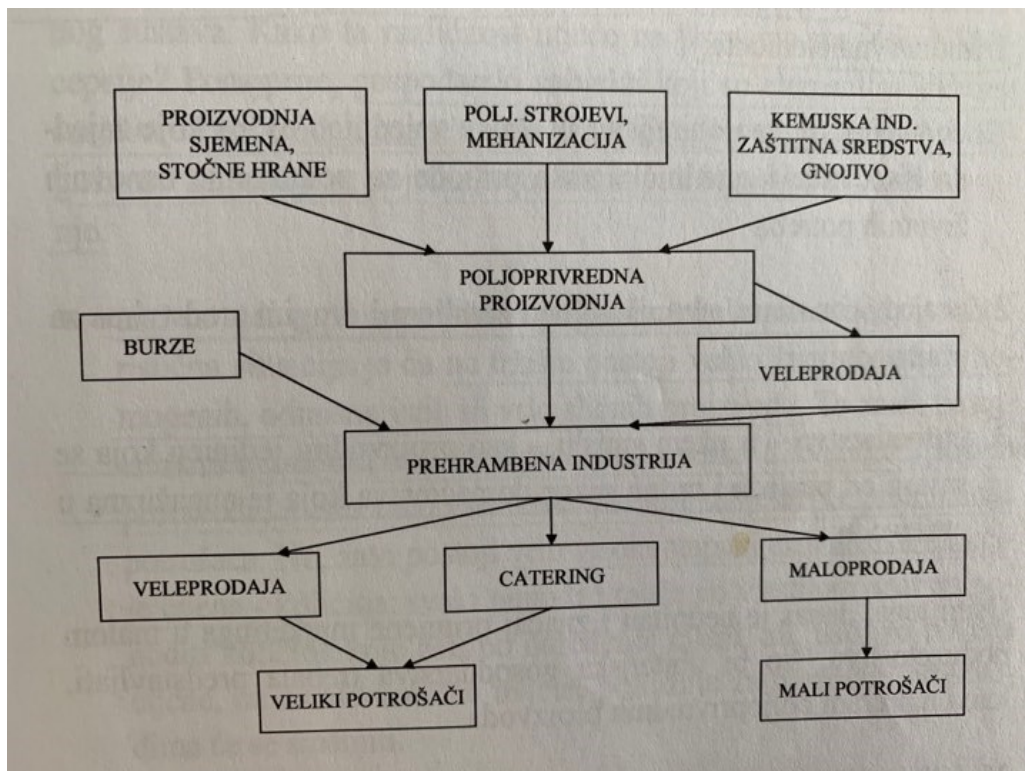 PROIZVODNJA
SJEMENA,
STOČNE HRANE
POLJ. STROJEVI,
MEHANIZACIJA
KEMIJSKA IND.
ZAŠTITNA SREDSTVA,
GNOJIVO
POLJOPRIVREDNA
PROIZVODNJA
BURZE
VELEPRODAJA
PREHRAMBENA INDUSTRIJA
VELEPRODAJA
CATERING
MALOPRODAJA
VELIKI POTROŠAČI
MALI POTROŠAČI